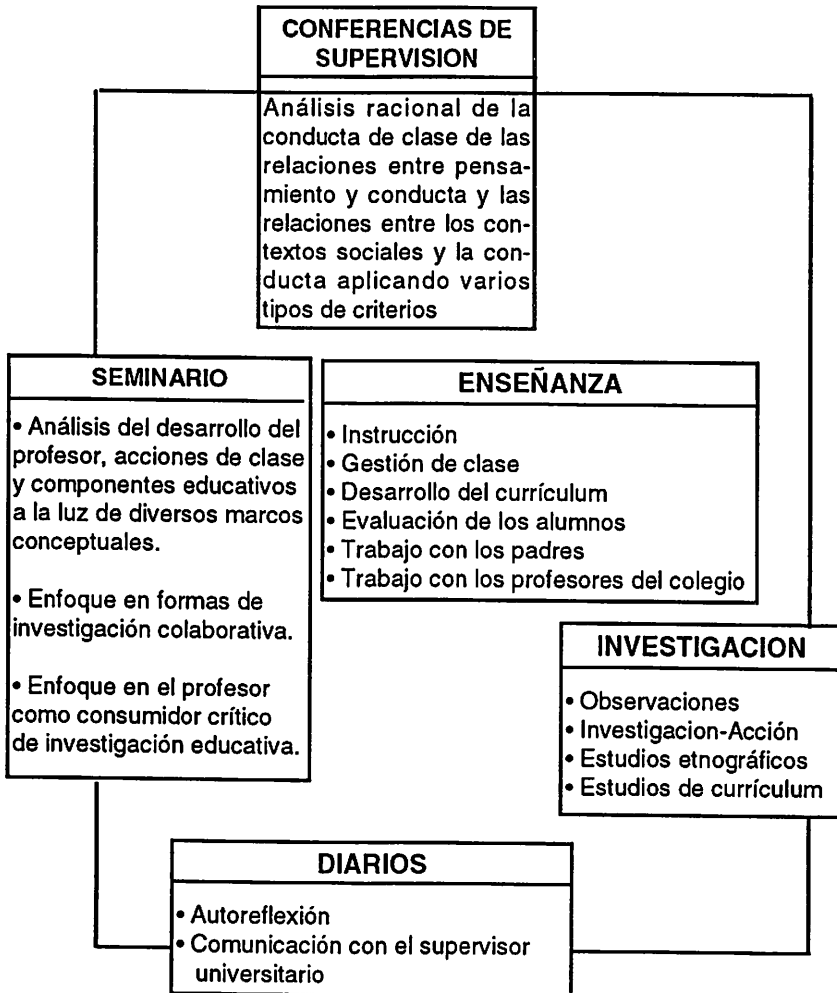 CONFERENCIAS DE
SUPERVISION
Análisis racional de la
conducta de clase de las
relaciones entre pensa-
miento y conducta y las
relaciones entre los con-
textos sociales y la con-
ducta aplicando varios
tipos de criterios
SEMINARIO
• Análisis del desarrollo del
profesor, acciones de clase
y componentes educativos
a la luz de diversos marcos
conceptuales.
• Enfoque en formas de
investigación colaborativa.
• Enfoque en el profesor
como consumidor crítico
de investigación educativa.
ENSEÑANZA
• Instrucción
• Gestión de clase
• Desarrollo del currículum
• Evaluación de los alumnos
• Trabajo con los padres
• Trabajo con los profesores del colegio
INVESTIGACION
• Observaciones
• Investigacion-Acción
• Estudios etnográficos
• Estudios de currículum
DIARIOS
• Autoreflexión
• Comunicación con el supervisor
universitario